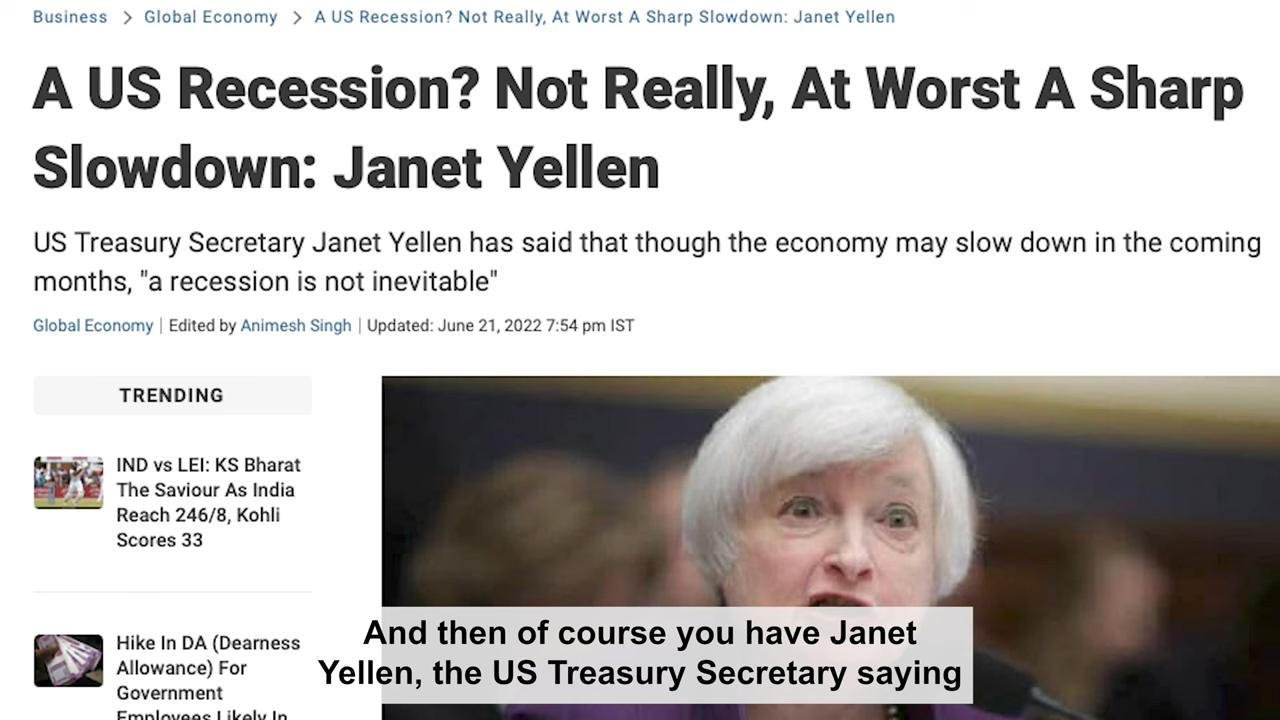 Business > Global Economy > A US Recession? Not Really, At Worst A Sharp Slowdown: Janet Yellen
A US Recession? Not Really, At Worst A Sharp
Slowdown: Janet Yellen
US Treasury Secretary Janet Yellen has said that though the economy may slow down in the coming
months, "a recession is not inevitable"
Global Economy | Edited by Animesh Singh | Updated: June 21, 2022 7:54 pm IST
TRENDING
IND vs LEI: KS Bharat
The Saviour As India
Reach 246/8, Kohli
Scores 33
Hike In DA (Dearness
Allowance) For
Government
Employees Likely In
And then of course you have Janet
Yellen, the US Treasury Secretary saying